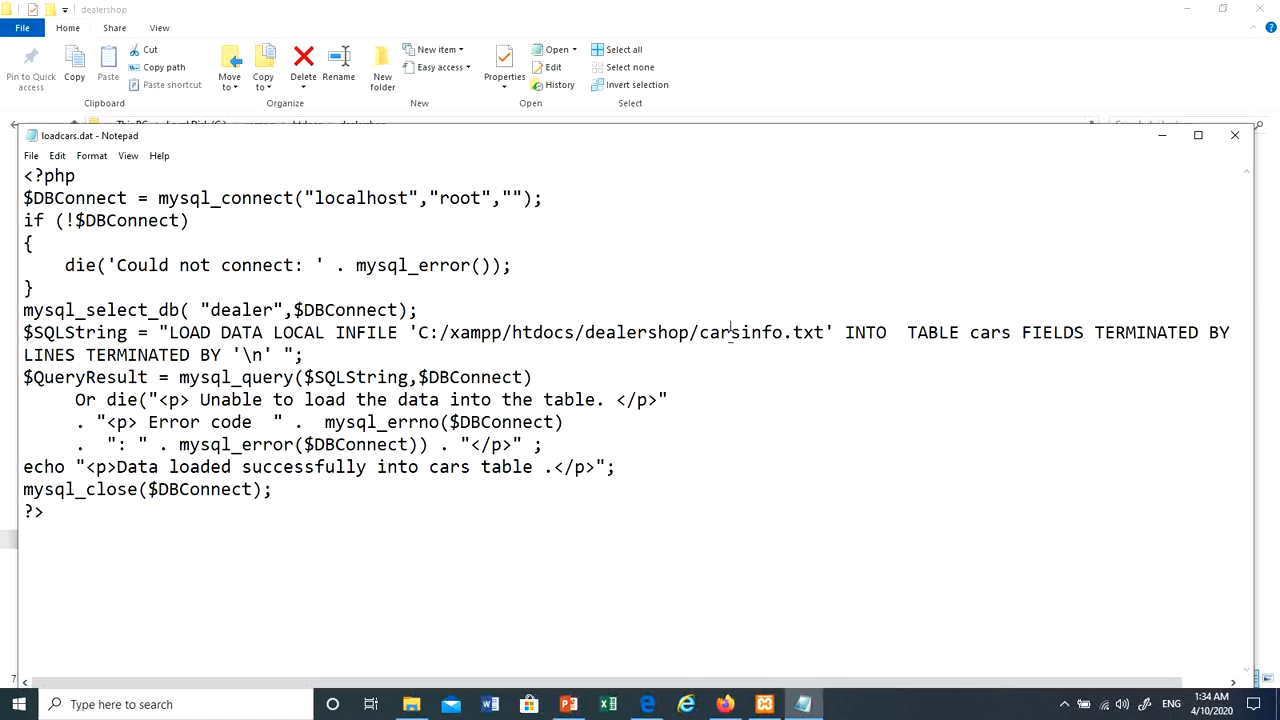 dealershop
File Home Share View
Pin to Quick access
Copy
Paste
Cut
Copy path
Paste shortcut
Clipboard
Move to
Copy to
Delete
Rename
Organize
New folder
New item
Easy access
New
Properties
Open
Edit
History
Open
Select all
Select none
Invert selection
Select
loadcars.dat - Notepad
File Edit Format View Help
<?php
$DBConnect = mysql_connect("localhost","root","");
if (!$DBConnect)
{
die('Could not connect: ' . mysql_error());
}
mysql_select_db( "dealer",$DBConnect);
$SQLString = "LOAD DATA LOCAL INFILE 'C:/xampp/htdocs/dealershop/carsinfo.txt' INTO  TABLE cars FIELDS TERMINATED BY
LINES TERMINATED BY '\n' ";
$QueryResult = mysql_query($SQLString,$DBConnect)
Or die("<p> Unable to load the data into the table. </p>"
. "<p> Error code  " .  mysql_errno($DBConnect)
.  ": " . mysql_error($DBConnect)) . "</p>" ;
echo "<p>Data loaded successfully into cars table .</p>";
mysql_close($DBConnect);
?>
7
Type here to search
ENG
1:34 AM
4/10/2020